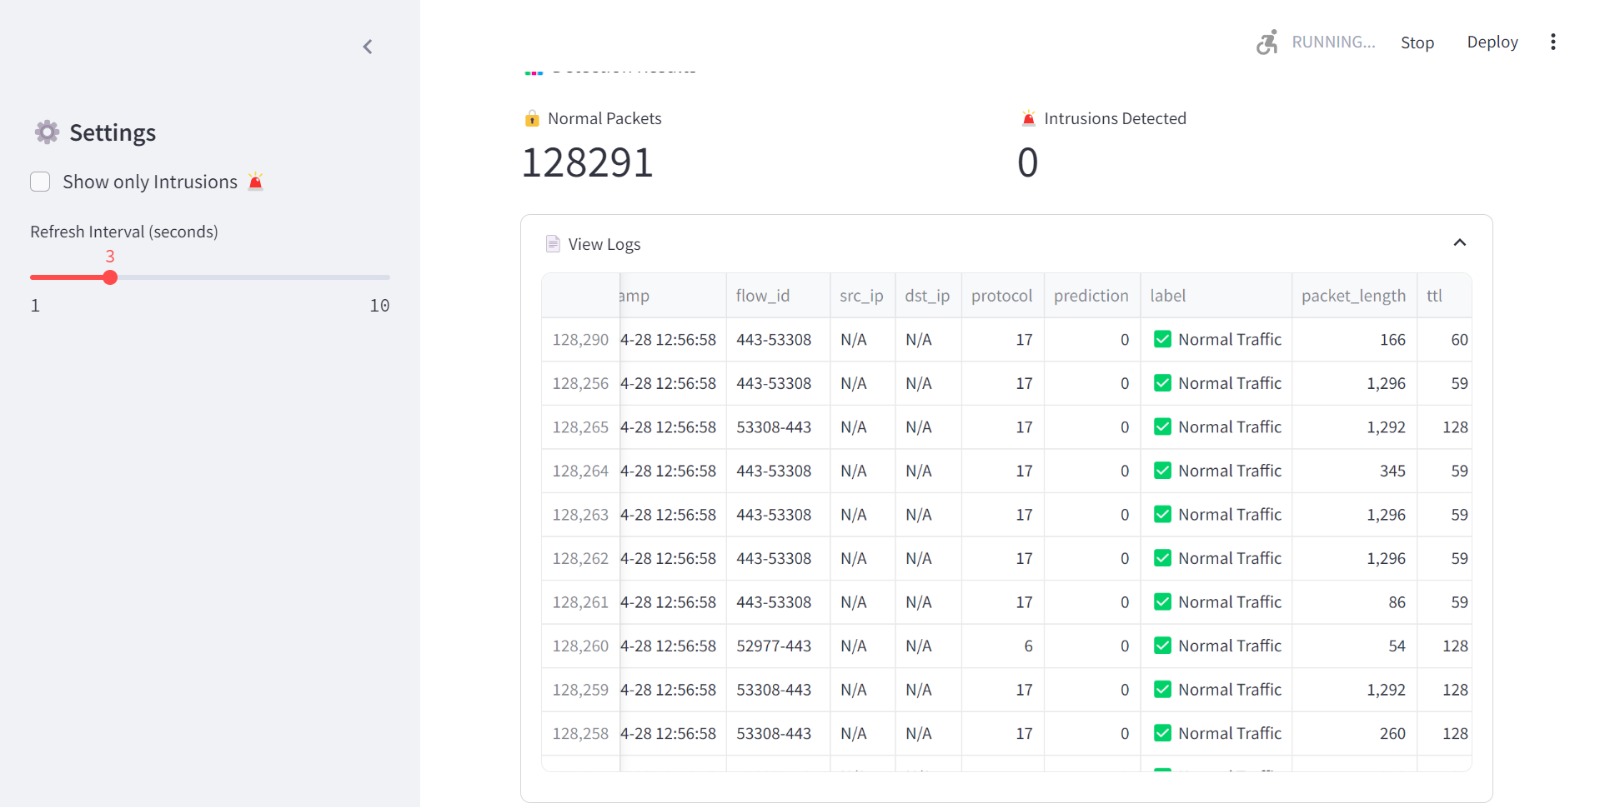 RUNNING... Stop Deploy
Settings
Show only Intrusions
Refresh Interval (seconds)
3
1 10
Normal Packets Intrusions Detected
128291 0
View Logs
amp flow_id src_ip dst_ip protocol prediction label packet_length ttl
128,290 4-28 12:56:58 443-53308 N/A N/A 17 0 Normal Traffic 166 60
128,256 4-28 12:56:58 443-53308 N/A N/A 17 0 Normal Traffic 1,296 59
128,265 4-28 12:56:58 53308-443 N/A N/A 17 0 Normal Traffic 1,292 128
128,264 4-28 12:56:58 443-53308 N/A N/A 17 0 Normal Traffic 345 59
128,263 4-28 12:56:58 443-53308 N/A N/A 17 0 Normal Traffic 1,296 59
128,262 4-28 12:56:58 443-53308 N/A N/A 17 0 Normal Traffic 1,296 59
128,261 4-28 12:56:58 443-53308 N/A N/A 17 0 Normal Traffic 86 59
128,260 4-28 12:56:58 52977-443 N/A N/A 6 0 Normal Traffic 54 128
128,259 4-28 12:56:58 53308-443 N/A N/A 17 0 Normal Traffic 1,292 128
128,258 4-28 12:56:58 53308-443 N/A N/A 17 0 Normal Traffic 260 128